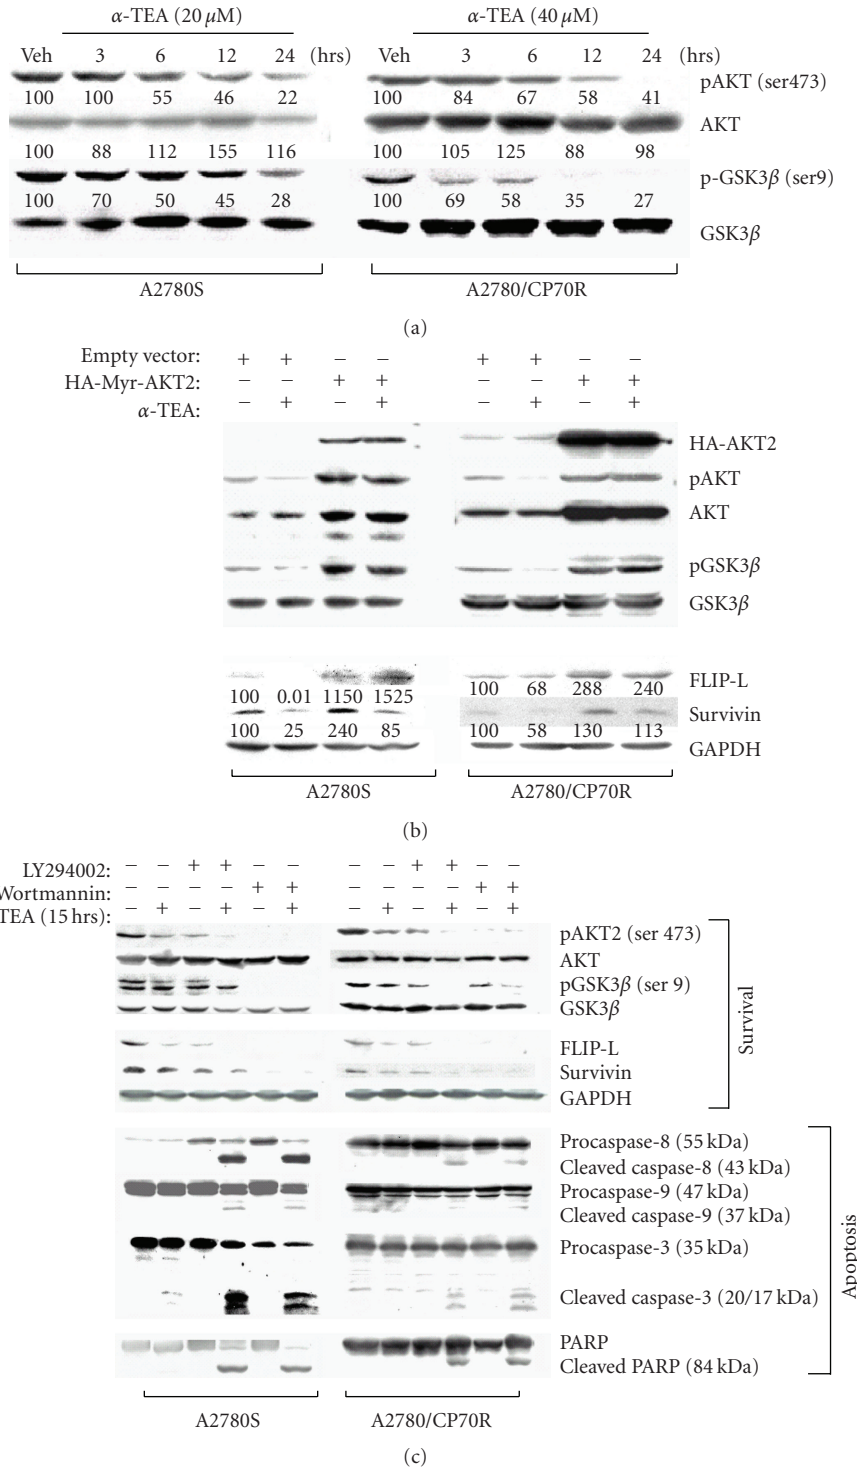 α-TEA (20 μM) α-TEA (40 μM)
Veh 3 6 12 24 (hrs) Veh 3 6 12 24 (hrs)
pAKT (ser473)
100 100 55 46 22 100 84 67 58 41
AKT
100 88 112 155 116 100 105 125 88 98
p-GSK3β (ser9)
100 70 50 45 28 100 69 58 35 27
GSK3β
A2780S A2780/CP70R
(a)
Empty vector: + + − − + + − −
HA-Myr-AKT2: − − + + − − + +
α-TEA: − + − + − + − +
HA-AKT2
pAKT
AKT
pGSK3β
GSK3β
FLIP-L
100 0.01 1150 1525 100 68 288 240
Survivin
100 25 240 85 100 58 130 113
GAPDH
A2780S A2780/CP70R
(b)
LY294002: − − + + − − − − + + − −
Wortmannin: − − − − + + − − − − + +
TEA (15 hrs): − + − + − + − + − + − +
pAKT2 (ser 473)
AKT
pGSK3β (ser 9)
GSK3β
FLIP-L
Survivin
GAPDH
Survival
Procaspase-8 (55 kDa)
Cleaved caspase-8 (43 kDa)
Procaspase-9 (47 kDa)
Cleaved caspase-9 (37 kDa)
Procaspase-3 (35 kDa)
Cleaved caspase-3 (20/17 kDa)
PARP
Cleaved PARP (84 kDa)
Apoptosis
A2780S A2780/CP70R
(c)